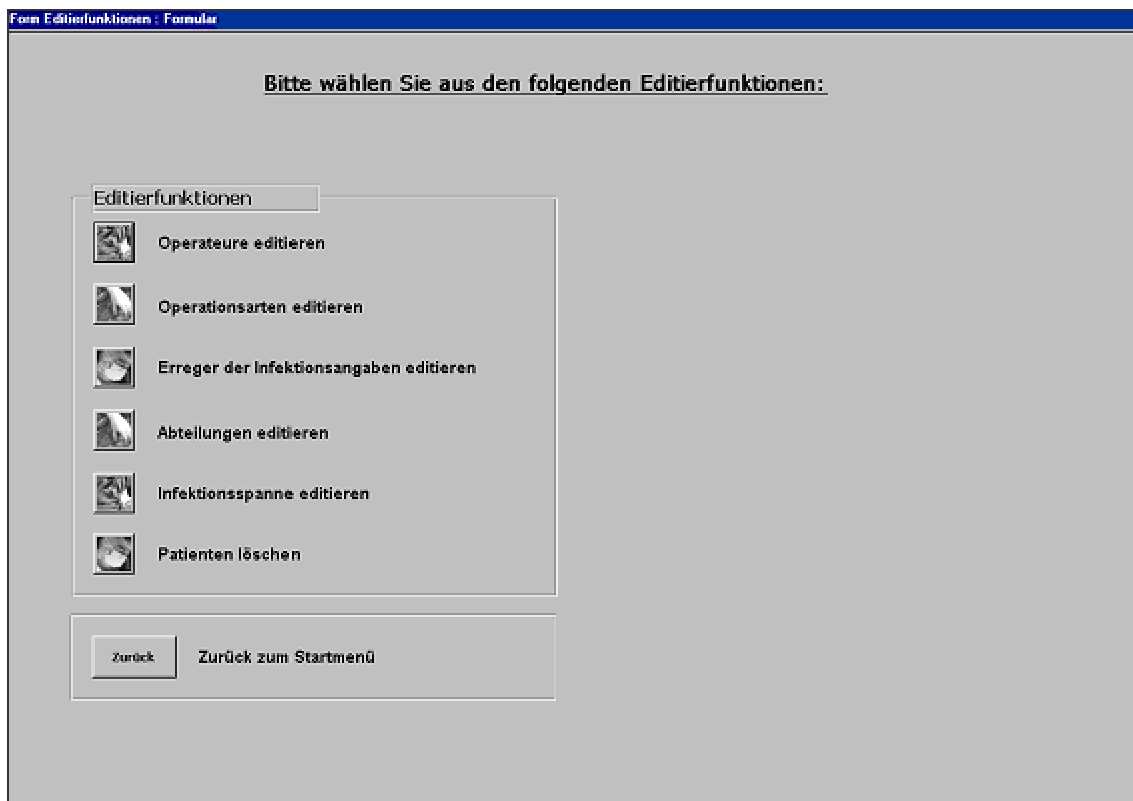 Form Editierfunktionen : Formular
Bitte wählen Sie aus den folgenden Editierfunktionen:
Editierfunktionen
Operateure editieren
Operationsarten editieren
Erreger der Infektionsangaben editieren
Abteilungen editieren
Infektionsspanne editieren
Patienten löschen
Zurück Zurück zum Startmenü